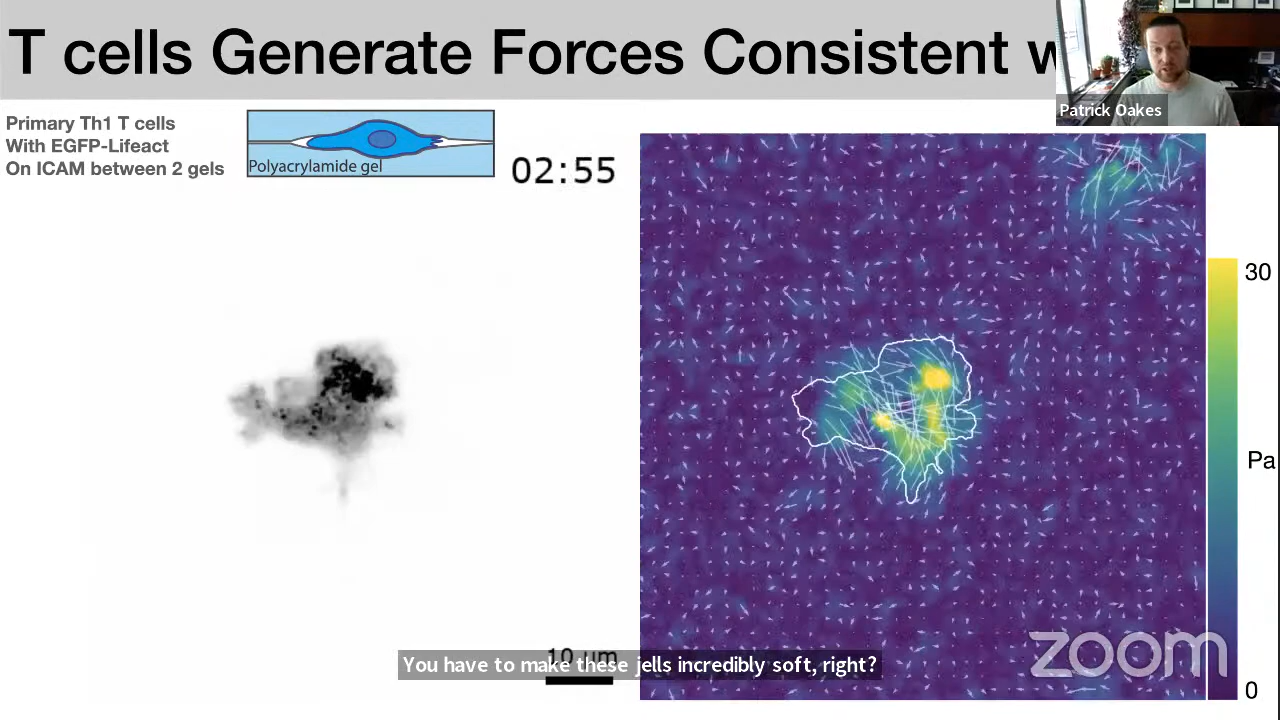 T cells Generate Forces Consistent w
Patrick Oakes
Primary Th1 T cells
With EGFP-Lifeact
On ICAM between 2 gels
Polyacrylamide gel
02:55
30
Pa
0
10 µm
You have to make these jells incredibly soft, right?
zoom